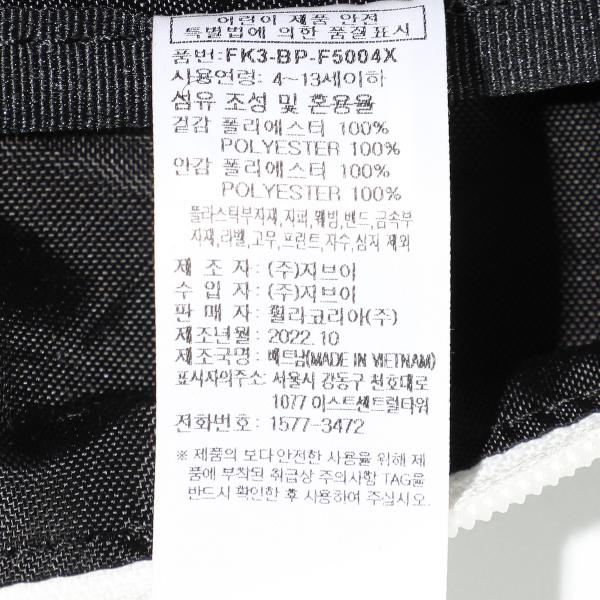 어린이 제품 안전
특별법에 의한 품질표시
품번: FK3-BP-F5004X
사용연령: 4~13세이하
섬유 조성 및 혼용율
겉감 폴리에스터 100%
POLYESTER 100%
안감 폴리에스터 100%
POLYESTER 100%
플라스틱부자재, 지퍼, 웨빙, 밴드, 금속부
자재, 라벨, 고무, 프린트, 자수, 심지 제외
제 조 자 : (주)지브이
수 입 자 : (주)지브이
판 매 자 : 휠라코리아(주)
제조년월 : 2022.10
제조국명 : 베트남(MADE IN VIETNAM)
표시자의주소: 서울시 강동구 천호대로
1077 이스트센트럴타워
전화번호 : 1577-3472
※ 제품의 보다 안전한 사용을 위해 제
품에 부착된 취급상 주의사항 TAG를
반드시 확인한 후 사용하여 주십시오.